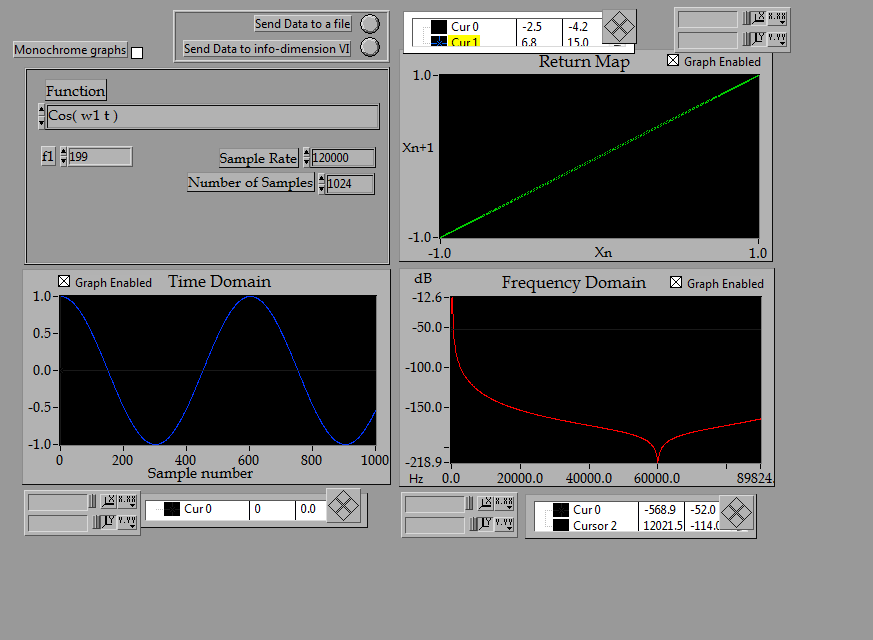 Send Data to a file
Monochrome graphs
Send Data to info-dimension VI
Cur 0 -2.5 -4.2
Cur 1 6.8 15.0
X.XX
Y.YY
Function
Cos( w1 t )
f1 199
Sample Rate 120000
Number of Samples 1024
Return Map
Graph Enabled
1.0
Xn+1
-1.0
-1.0 Xn 1.0
Graph Enabled Time Domain
1.0
0.5
0.0
-0.5
-1.0
0 200 400 600 800 1000
Sample number
dB Frequency Domain Graph Enabled
-12.6
-50.0
-100.0
-150.0
-218.9
Hz 0.0 20000.0 40000.0 60000.0 89824.
X.XX
Y.YY
Cur 0 0 0.0
X.XX
Y.YY
Cur 0 -568.9 -52.0
Cursor 2 12021.5 -114.0